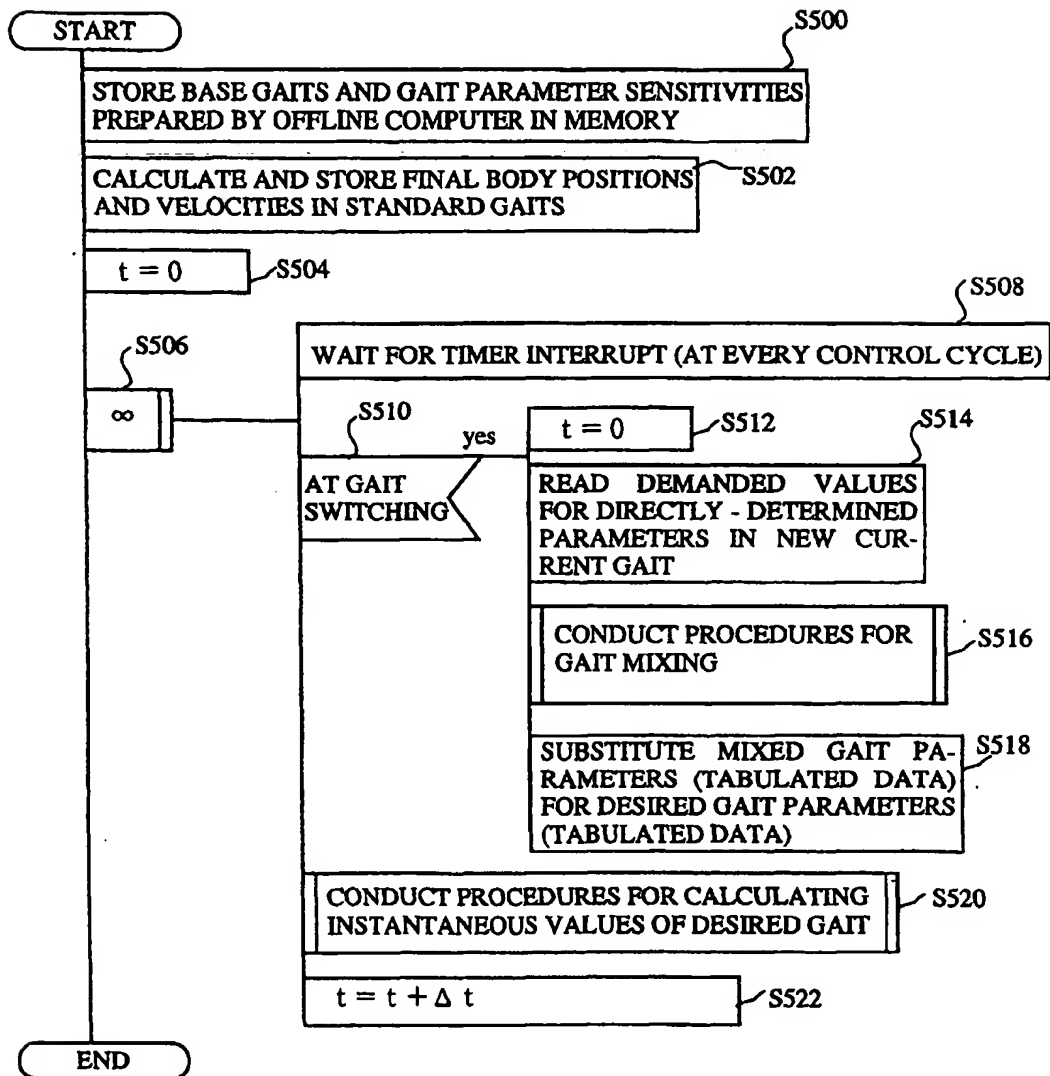 START
S500
STORE BASE GAITS AND GAIT PARAMETER SENSITIVITIES
PREPARED BY OFFLINE COMPUTER IN MEMORY
CALCULATE AND STORE FINAL BODY POSITIONS
AND VELOCITIES IN STANDARD GAITS
S502
t = 0
S504
S508
WAIT FOR TIMER INTERRUPT (AT EVERY CONTROL CYCLE)
S506
∞
S510
yes
AT GAIT
SWITCHING
t = 0
S512
S514
READ DEMANDED VALUES
FOR DIRECTLY - DETERMINED
PARAMETERS IN NEW CUR-
RENT GAIT
CONDUCT PROCEDURES FOR
GAIT MIXING
S516
SUBSTITUTE MIXED GAIT PA-
RAMETERS (TABULATED DATA)
FOR DESIRED GAIT PARAMETERS
(TABULATED DATA)
S518
CONDUCT PROCEDURES FOR CALCULATING
INSTANTANEOUS VALUES OF DESIRED GAIT
S520
t = t + Δ t
S522
END